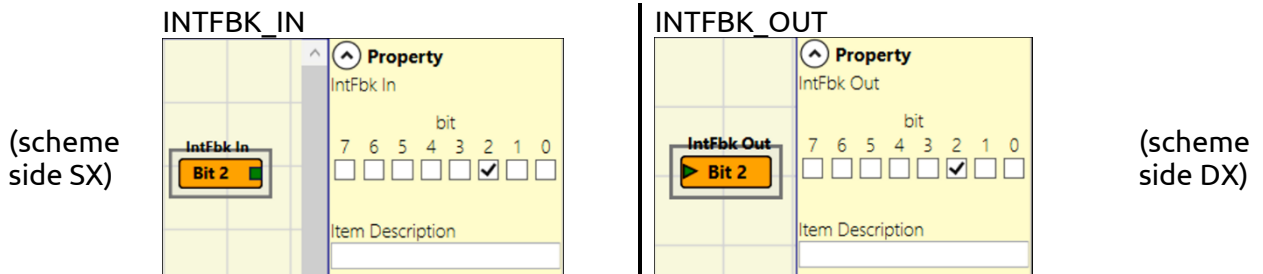 INTFBK_IN
Property
IntFbk In
bit
7 6 5 4 3 2 1 0
IntFbk In
Bit 2
Item Description
(scheme
side SX)
INTFBK_OUT
Property
IntFbk Out
bit
7 6 5 4 3 2 1 0
IntFbk Out
Bit 2
Item Description
(scheme
side DX)